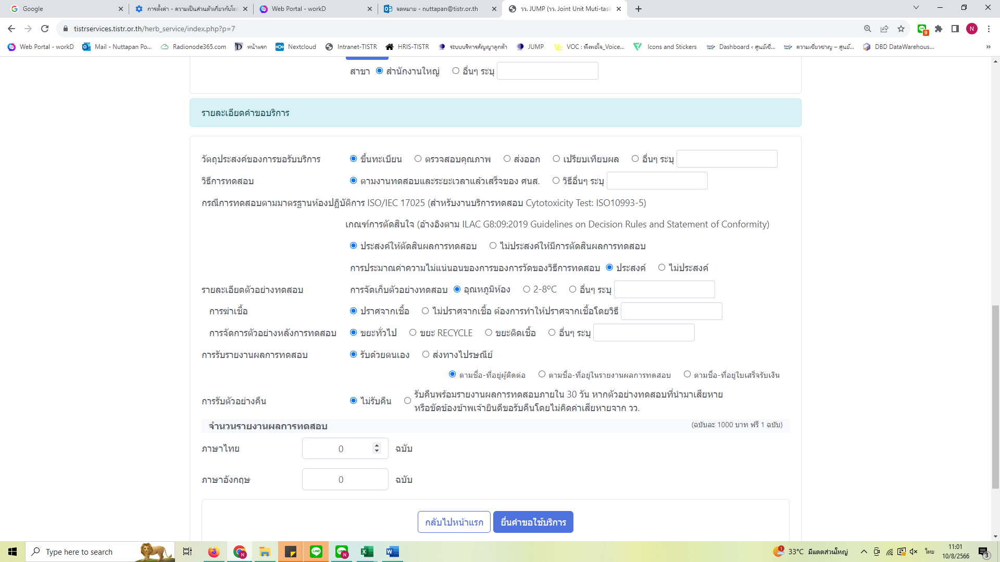 Google
การตั้งค่า - ความเป็นส่วนตัวเกี่ยวกับโฆษ
Web Portal - workD
จดหมาย - nuttapan@tistr.or.th
วว. JUMP (วว. Joint Unit Muti-task
tistrservices.tistr.or.th/herb_service/index.php?p=7
N
9
Web Portal - workD
Mail - Nuttapan Po...
Radionode365.com
หน้าแรก
Nextcloud
Intranet-TISTR
HRIS-TISTR
ระบบบริหารสัญญาลูกค้า
JUMP
VOC : พึงพอใจ_Voice...
Icons and Stickers
Dashboard ‹ ศูนย์เชี่...
ความเชี่ยวชาญ – ศูนย์...
DBD DataWarehous...
สาขา สำนักงานใหญ่ อื่นๆ ระบุ
รายละเอียดคำขอบริการ
วัตถุประสงค์ของการขอรับบริการ ขึ้นทะเบียน ตรวจสอบคุณภาพ ส่งออก เปรียบเทียบผล อื่นๆ ระบุ
วิธีการทดสอบ ตามงานทดสอบและระยะเวลาแล้วเสร็จของ ศนส. วิธีอื่นๆ ระบุ
กรณีการทดสอบตามมาตรฐานห้องปฏิบัติการ ISO/IEC 17025 (สำหรับงานบริการทดสอบ Cytotoxicity Test: ISO10993-5)
เกณฑ์การตัดสินใจ (อ้างอิงตาม ILAC G8:09:2019 Guidelines on Decision Rules and Statement of Conformity)
ประสงค์ให้ตัดสินผลการทดสอบ ไม่ประสงค์ให้มีการตัดสินผลการทดสอบ
การประมาณค่าความไม่แน่นอนของการของการวัดของวิธีการทดสอบ ประสงค์ ไม่ประสงค์
รายละเอียดตัวอย่างทดสอบ การจัดเก็บตัวอย่างทดสอบ อุณหภูมิห้อง 2-8ºC อื่นๆ ระบุ
การฆ่าเชื้อ ปราศจากเชื้อ ไม่ปราศจากเชื้อ ต้องการทำให้ปราศจากเชื้อโดยวิธี
การจัดการตัวอย่างหลังการทดสอบ ขยะทั่วไป ขยะ RECYCLE ขยะติดเชื้อ อื่นๆ ระบุ
การรับรายงานผลการทดสอบ รับด้วยตนเอง ส่งทางไปรษณีย์
ตามชื่อ-ที่อยู่ผู้ติดต่อ ตามชื่อ-ที่อยู่ในรายงานผลการทดสอบ ตามชื่อ-ที่อยู่ใบเสร็จรับเงิน
การรับตัวอย่างคืน ไม่รับคืน รับคืนพร้อมรายงานผลการทดสอบภายใน 30 วัน หากตัวอย่างทดสอบที่นำมาเสียหาย
หรือขัดข้องข้าพเจ้ายินดีขอรับคืนโดยไม่คิดค่าเสียหายจาก วว.
จำนวนรายงานผลการทดสอบ (ฉบับละ 1000 บาท ฟรี 1 ฉบับ)
ภาษาไทย 0 ฉบับ
ภาษาอังกฤษ 0 ฉบับ
กลับไปหน้าแรก ยื่นคำขอใช้บริการ
Type here to search
1
33°C มีแดดส่วนใหญ่
ไทย
11:01
10/8/2566
3